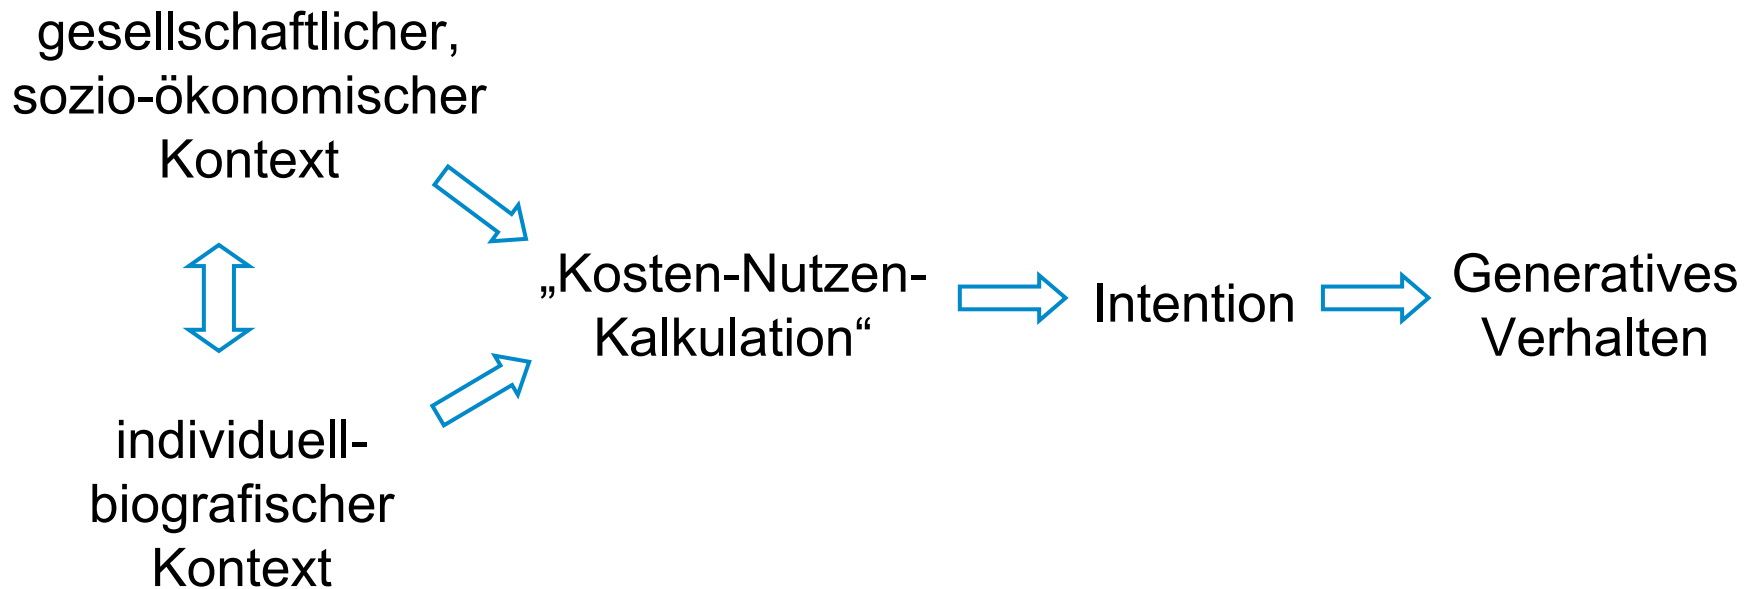 gesellschaftlicher,
sozio-ökonomischer
Kontext
individuell-
biografischer
Kontext
„Kosten-Nutzen-
Kalkulation“
Intention
Generatives
Verhalten